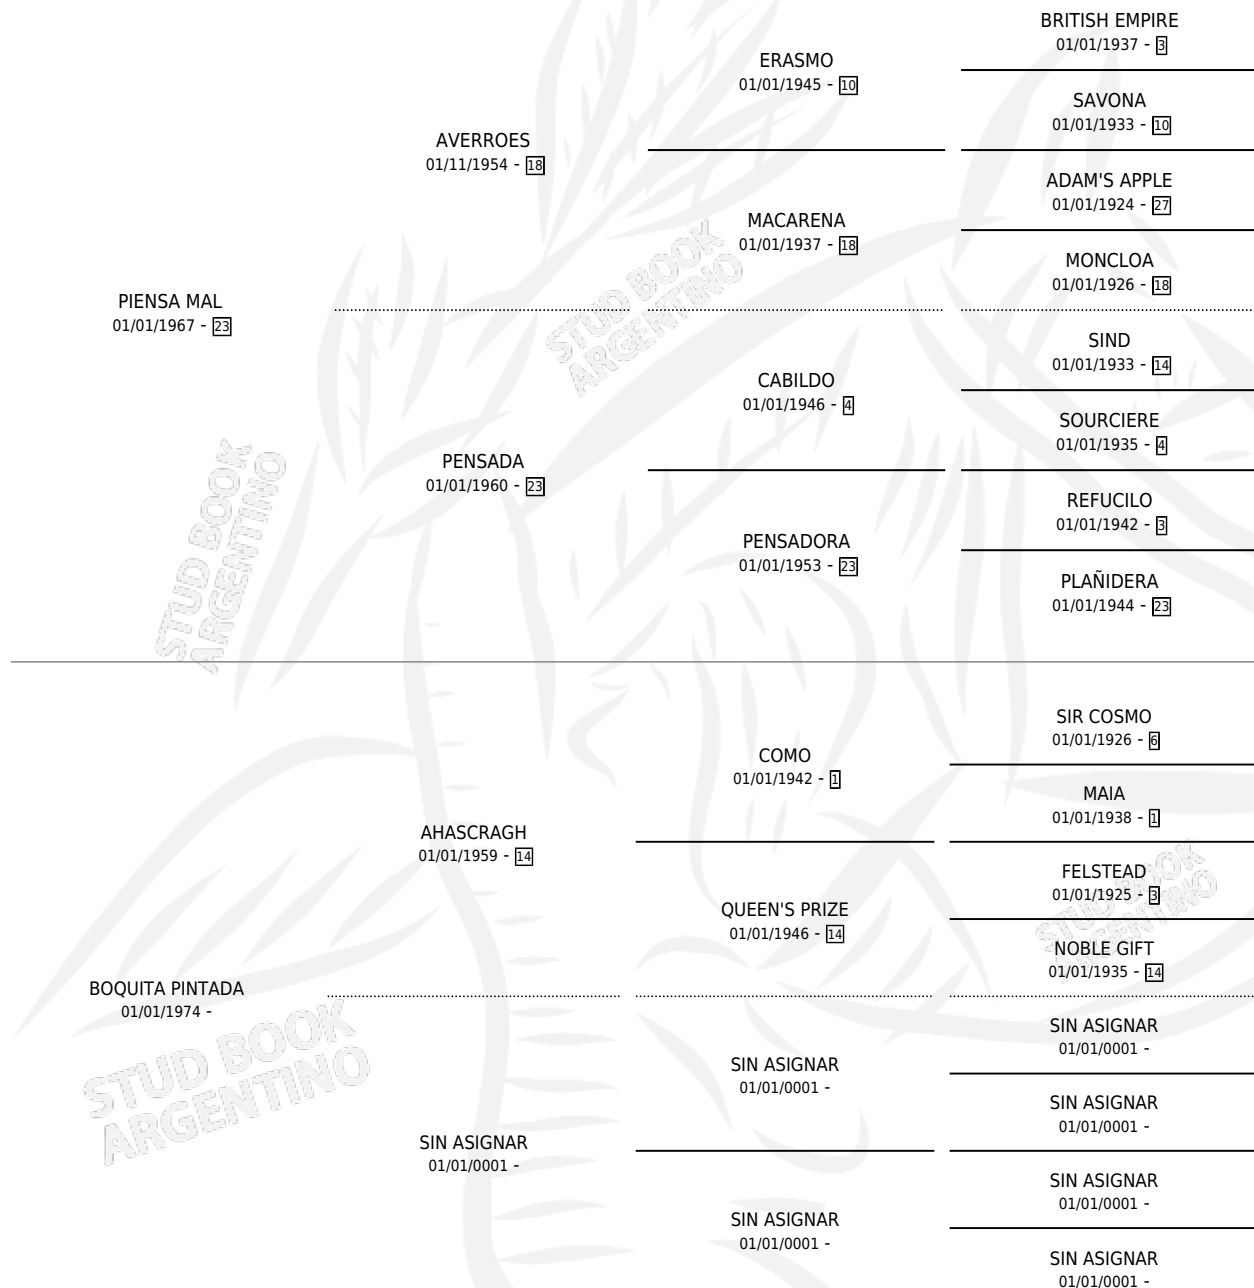 BRITISH EMPIRE
01/01/1937 - 3
ERASMO
01/01/1945 - 10
SAVONA
01/01/1933 - 10
AVERROES
01/11/1954 - 18
ADAM'S APPLE
01/01/1924 - 27
MACARENA
01/01/1937 - 18
MONCLOA
01/01/1926 - 18
PIENSA MAL
01/01/1967 - 23
SIND
01/01/1933 - 14
CABILDO
01/01/1946 - 4
SOURCIERE
01/01/1935 - 4
PENSADA
01/01/1960 - 23
REFUCILO
01/01/1942 - 3
PENSADORA
01/01/1953 - 23
PLAÑIDERA
01/01/1944 - 23
SIR COSMO
01/01/1926 - 6
COMO
01/01/1942 - 1
MAIA
01/01/1938 - 1
AHASCRAGH
01/01/1959 - 14
FELSTEAD
01/01/1925 - 3
QUEEN'S PRIZE
01/01/1946 - 14
NOBLE GIFT
01/01/1935 - 14
BOQUITA PINTADA
01/01/1974 -
SIN ASIGNAR
01/01/0001 -
SIN ASIGNAR
01/01/0001 -
SIN ASIGNAR
01/01/0001 -
SIN ASIGNAR
01/01/0001 -
SIN ASIGNAR
01/01/0001 -
SIN ASIGNAR
01/01/0001 -
SIN ASIGNAR
01/01/0001 -
STUD BOOK
ARGENTINO
STUD BOOK
ARGENTINO
STUD BOOK
ARGENTINO
STUD BOOK
ARGENTINO